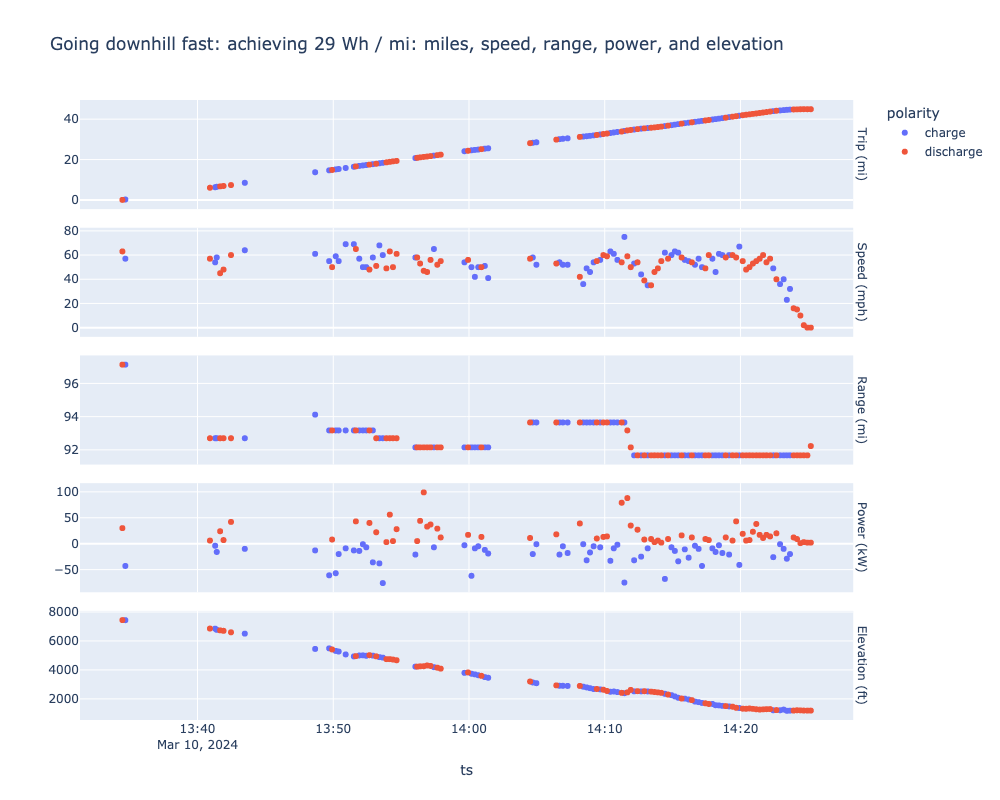 Going downhill fast: achieving 29 Wh / mi: miles, speed, range, power, and elevation
polarity
charge
discharge
40
20
0
Trip (mi)
80
60
40
20
0
Speed (mph)
96
94
92
Range (mi)
100
50
0
−50
Power (kW)
8000
6000
4000
2000
Elevation (ft)
13:40
13:50
14:00
14:10
14:20
Mar 10, 2024
ts